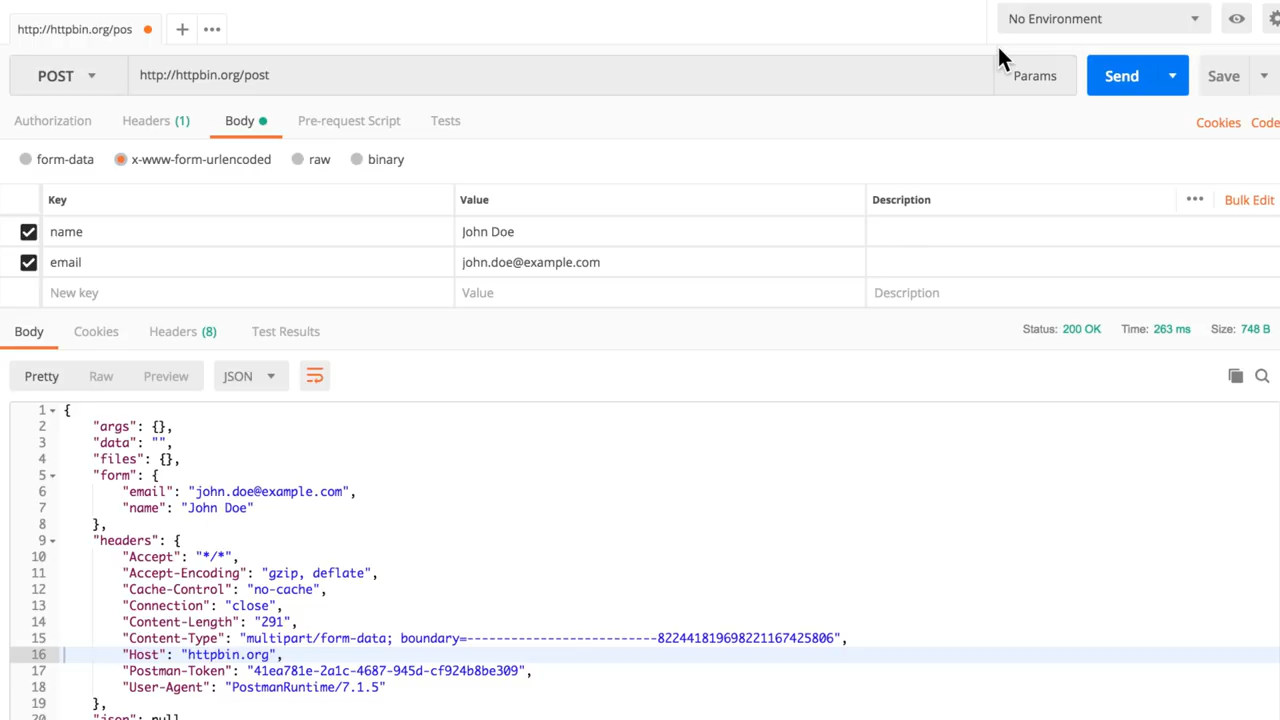 http://httpbin.org/pos
No Environment
POST http://httpbin.org/post Params Send Save
Authorization Headers (1) Body Pre-request Script Tests Cookies Code
form-data x-www-form-urlencoded raw binary
Key Value Description Bulk Edit
name John Doe
email john.doe@example.com
New key Value Description
Body Cookies Headers (8) Test Results Status: 200 OK Time: 263 ms Size: 748 B
Pretty Raw Preview JSON
1 {
2 "args": {},
3 "data": "",
4 "files": {},
5 "form": {
6 "email": "john.doe@example.com",
7 "name": "John Doe"
8 },
9 "headers": {
10 "Accept": "*/*",
11 "Accept-Encoding": "gzip, deflate",
12 "Cache-Control": "no-cache",
13 "Connection": "close",
14 "Content-Length": "291",
15 "Content-Type": "multipart/form-data; boundary=--------------------------822441819698221167425806",
16 "Host": "httpbin.org",
17 "Postman-Token": "41ea781e-2a1c-4687-945d-cf924b8be309",
18 "User-Agent": "PostmanRuntime/7.1.5"
19 },
20 "json": null,